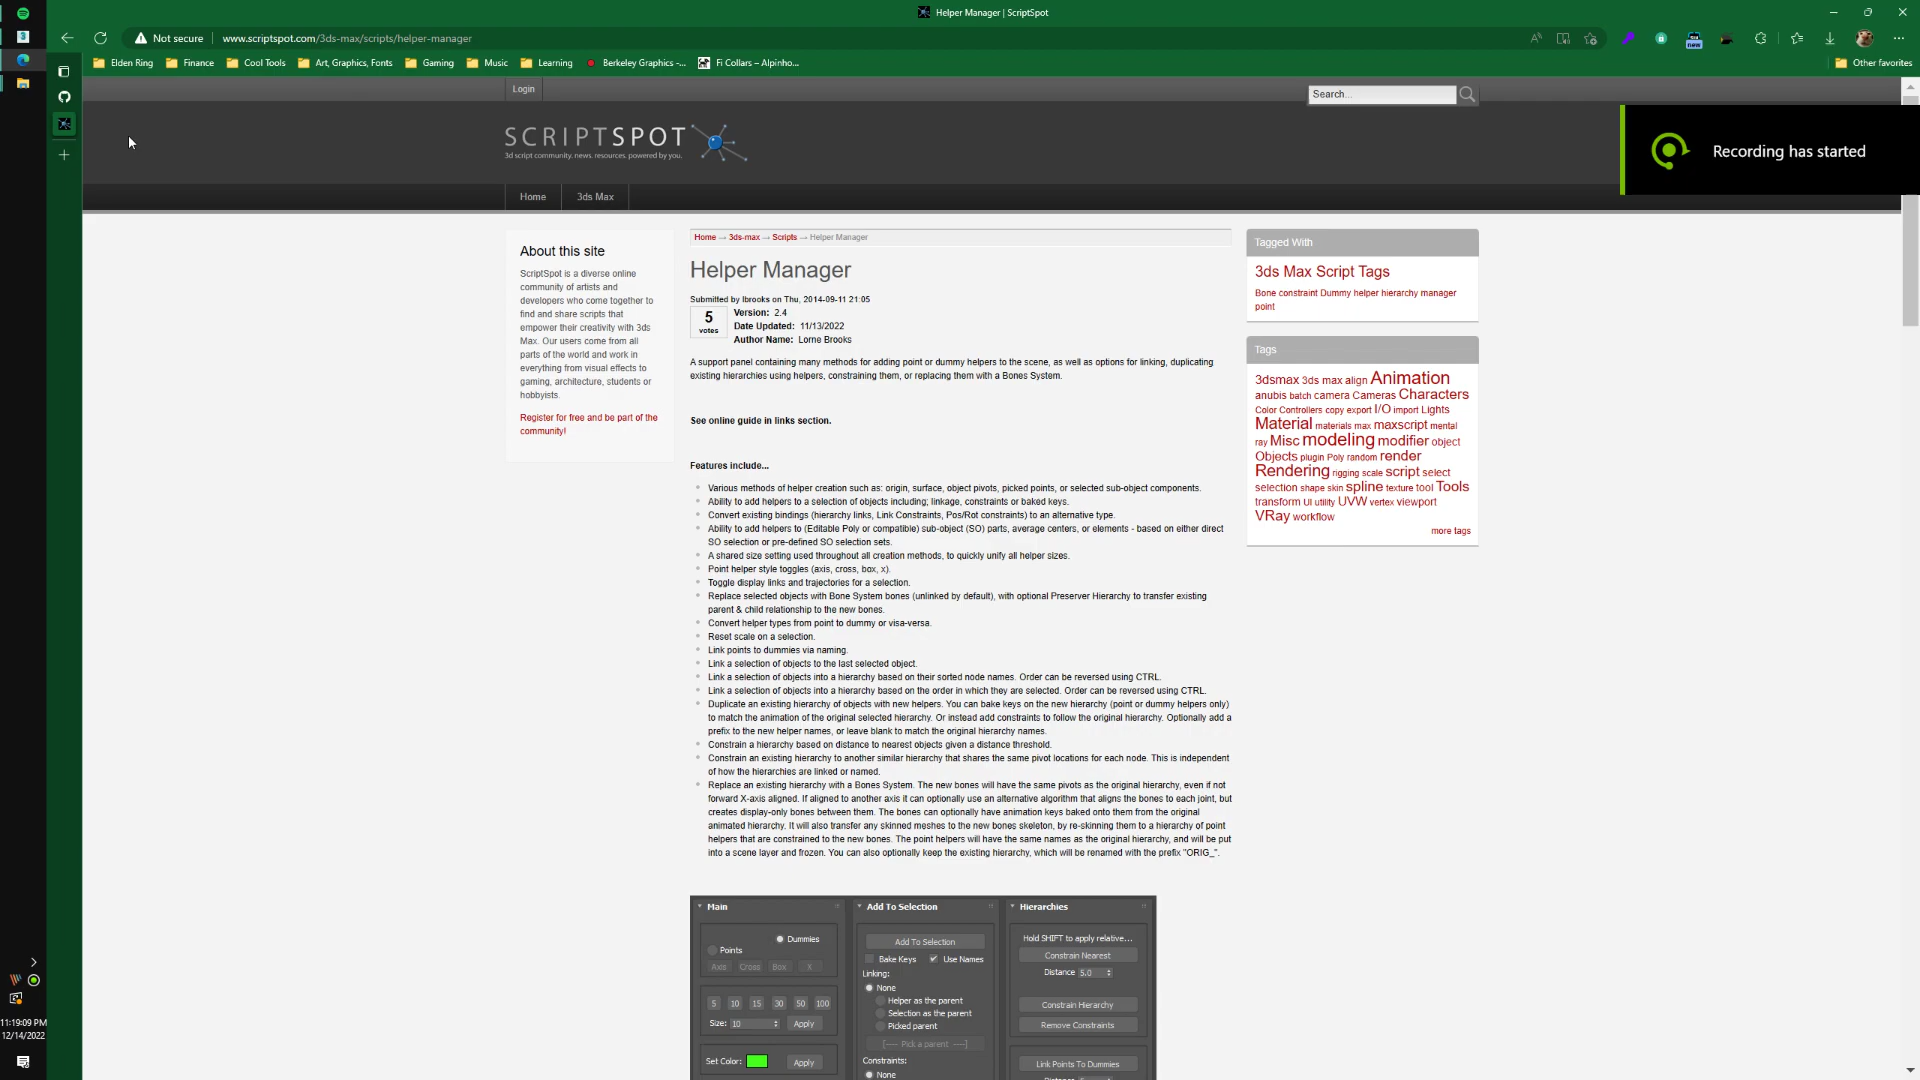 Helper Manager | ScriptSpot
Not secure
www.scriptspot.com/3ds-max/scripts/helper-manager
new
Elden Ring
Finance
Cool Tools
Art, Graphics, Fonts
Gaming
Music
Learning
Berkeley Graphics -...
Fi Collars – Alpinho...
Other favorites
Login
Search...
SCRIPTSPOT
3d script community. news. resources. powered by you.
Recording has started
Home
3ds Max
About this site
ScriptSpot is a diverse online
community of artists and
developers who come together to
find and share scripts that
empower their creativity with 3ds
Max. Our users come from all
parts of the world and work in
everything from visual effects to
gaming, architecture, students or
hobbyists.
Register for free and be part of the
community!
Home → 3ds-max → Scripts → Helper Manager
Helper Manager
Submitted by lbrooks on Thu, 2014-09-11 21:05
5
votes
Version: 2.4
Date Updated: 11/13/2022
Author Name: Lorne Brooks
A support panel containing many methods for adding point or dummy helpers to the scene, as well as options for linking, duplicating
existing hierarchies using helpers, constraining them, or replacing them with a Bones System.
See online guide in links section.
Features include...
Various methods of helper creation such as: origin, surface, object pivots, picked points, or selected sub-object components.
Ability to add helpers to a selection of objects including; linkage, constraints or baked keys.
Convert existing bindings (hierarchy links, Link Constraints, Pos/Rot constraints) to an alternative type.
Ability to add helpers to (Editable Poly or compatible) sub-object (SO) parts, average centers, or elements - based on either direct
SO selection or pre-defined SO selection sets.
A shared size setting used throughout all creation methods, to quickly unify all helper sizes.
Point helper style toggles (axis, cross, box, x).
Toggle display links and trajectories for a selection.
Replace selected objects with Bone System bones (unlinked by default), with optional Preserver Hierarchy to transfer existing
parent & child relationship to the new bones.
Convert helper types from point to dummy or visa-versa.
Reset scale on a selection.
Link points to dummies via naming.
Link a selection of objects to the last selected object.
Link a selection of objects into a hierarchy based on their sorted node names. Order can be reversed using CTRL.
Link a selection of objects into a hierarchy based on the order in which they are selected. Order can be reversed using CTRL.
Duplicate an existing hierarchy of objects with new helpers. You can bake keys on the new hierarchy (point or dummy helpers only)
to match the animation of the original selected hierarchy. Or instead add constraints to follow the original hierarchy. Optionally add a
prefix to the new helper names, or leave blank to match the original hierarchy names.
Constrain a hierarchy based on distance to nearest objects given a distance threshold.
Constrain an existing hierarchy to another similar hierarchy that shares the same pivot locations for each node. This is independent
of how the hierarchies are linked or named.
Replace an existing hierarchy with a Bones System. The new bones will have the same pivots as the original hierarchy, even if not
forward X-axis aligned. If aligned to another axis it can optionally use an alternative algorithm that aligns the bones to each joint, but
creates display-only bones between them. The bones can optionally have animation keys baked onto them from the original
animated hierarchy. It will also transfer any skinned meshes to the new bones skeleton, by re-skinning them to a hierarchy of point
helpers that are constrained to the new bones. The point helpers will have the same names as the original hierarchy, and will be put
into a scene layer and frozen. You can also optionally keep the existing hierarchy, which will be renamed with the prefix "ORIG_".
Tagged With
3ds Max Script Tags
Bone constraint Dummy helper hierarchy manager
point
Tags
3dsmax 3ds max align Animation
anubis batch camera Cameras Characters
Color Controllers copy export I/O import Lights
Material materials max maxscript mental
ray Misc modeling modifier object
Objects plugin Poly random render
Rendering rigging scale script select
selection shape skin spline texture tool Tools
transform UI utility UVW vertex viewport
VRay workflow
more tags
Main
Points
Dummies
Axis Cross Box X
5 10 15 30 50 100
Size: 10 Apply
Set Color: Apply
Add To Selection
Add To Selection
Bake Keys Use Names
Linking:
None
Helper as the parent
Selection as the parent
Picked parent
[---- Pick a parent ----]
Constraints:
None
Hierarchies
Hold SHIFT to apply relative...
Constrain Nearest
Distance 5.0
Constrain Hierarchy
Remove Constraints
Link Points To Dummies
11:19:09 PM
12/14/2022